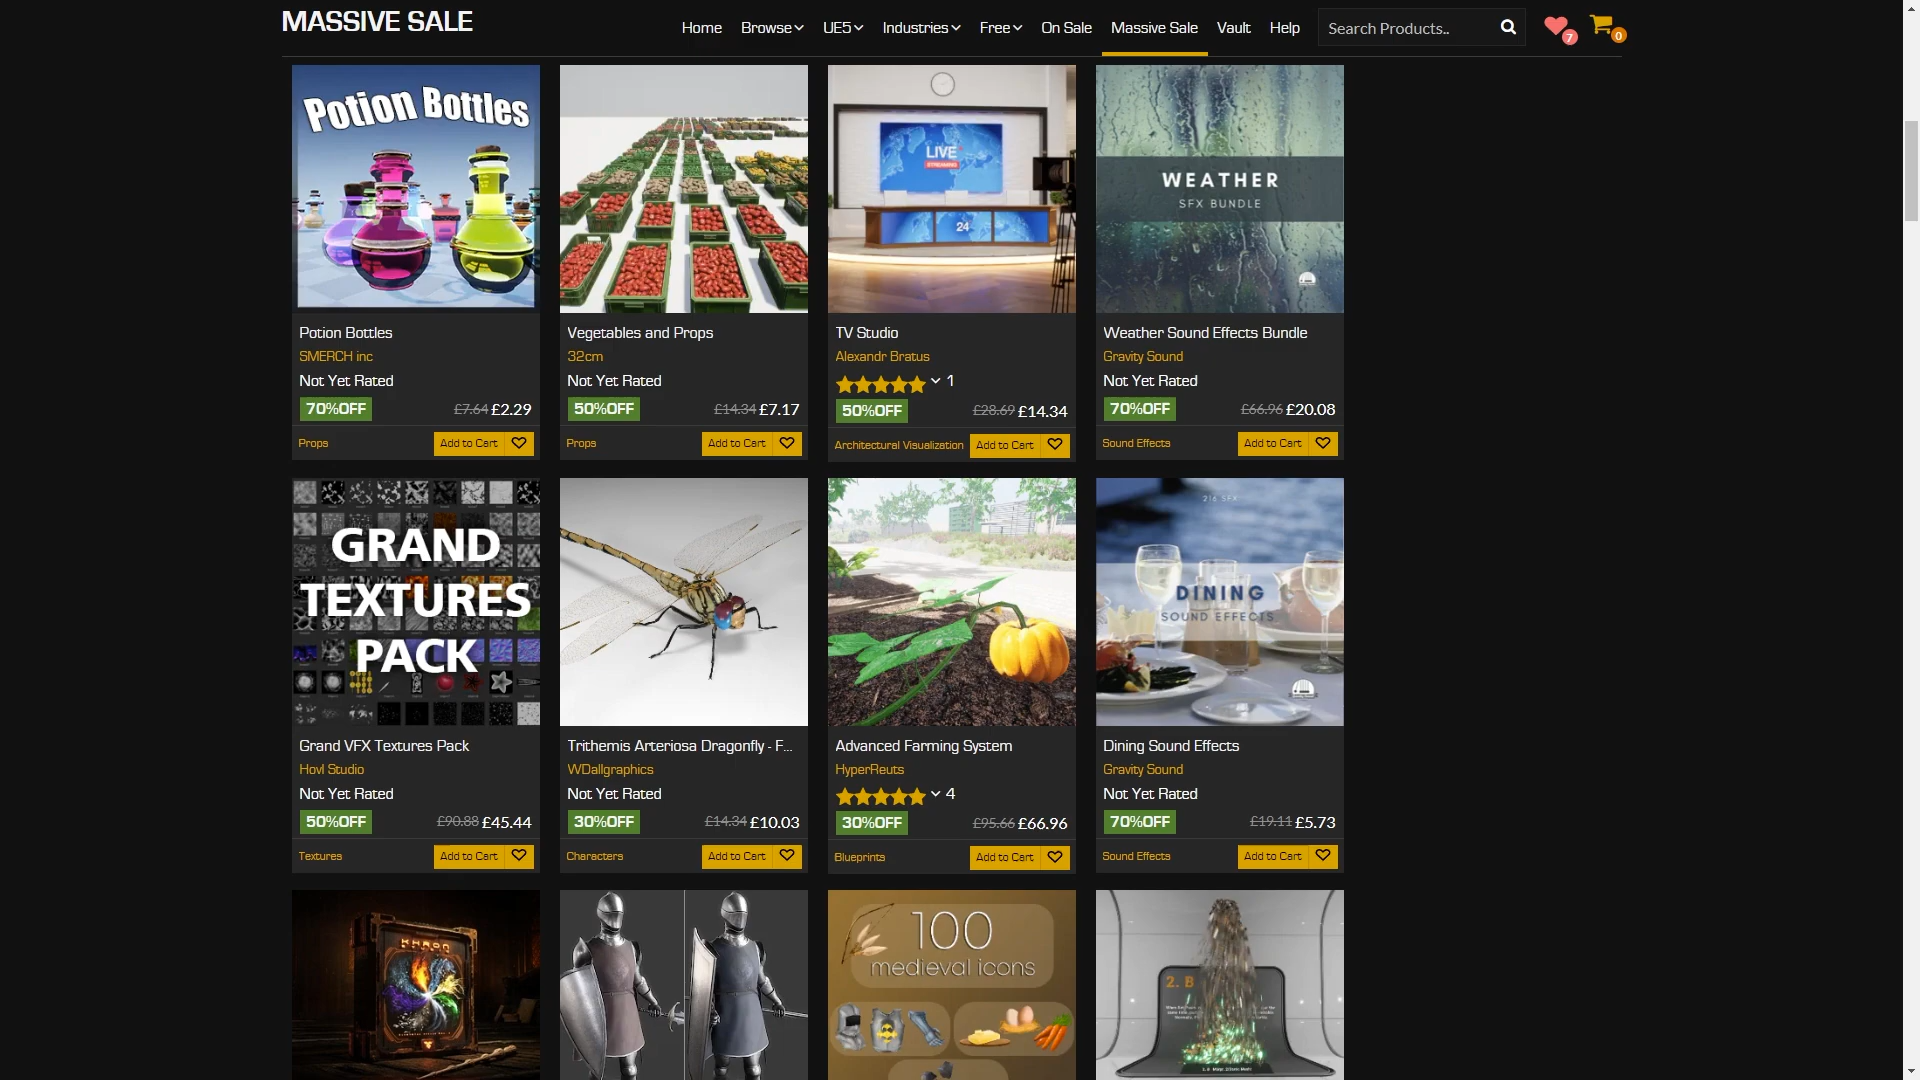 MASSIVE SALE
Home Browse UE5 Industries Free On Sale Massive Sale Vault Help Search Products.. 7 0
Potion Bottles
LIVE
STREAMING
24
WEATHER
SFX BUNDLE
Potion Bottles
SMERCH inc
Not Yet Rated
70%OFF £7.64 £2.29
Props Add to Cart
Vegetables and Props
32cm
Not Yet Rated
50%OFF £14.34 £7.17
Props Add to Cart
TV Studio
Alexandr Bratus
1
50%OFF £28.69 £14.34
Architectural Visualization Add to Cart
Weather Sound Effects Bundle
Gravity Sound
Not Yet Rated
70%OFF £66.96 £20.08
Sound Effects Add to Cart
GRAND
TEXTURES
PACK
216 SFX
DINING
SOUND EFFECTS
Grand VFX Textures Pack
Hovl Studio
Not Yet Rated
50%OFF £90.88 £45.44
Textures Add to Cart
Trithemis Arteriosa Dragonfly - F...
WDallgraphics
Not Yet Rated
30%OFF £14.34 £10.03
Characters Add to Cart
Advanced Farming System
HyperReuts
4
30%OFF £95.66 £66.96
Blueprints Add to Cart
Dining Sound Effects
Gravity Sound
Not Yet Rated
70%OFF £19.11 £5.73
Sound Effects Add to Cart
100
medieval icons
2. B